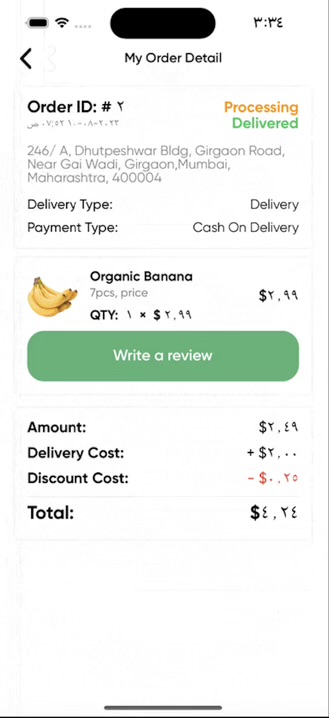 ٣:٣٤
My Order Detail
Order ID: # ٢
Processing
٢٠٢٣-٠٨-١٠ ٠٧:٥٢ ص
Delivered
246/ A, Dhutpeshwar Bldg, Girgaon Road,
Near Gai Wadi, Girgaon,Mumbai,
Maharashtra, 400004
Delivery Type: Delivery
Payment Type: Cash On Delivery
Organic Banana
7pcs, price
$٢,٩٩
QTY: ١ × $٢,٩٩
Write a review
Amount: $٢,٤٩
Delivery Cost: + $٢,٠٠
Discount Cost: - $٠,٢٥
Total: $٤,٢٤